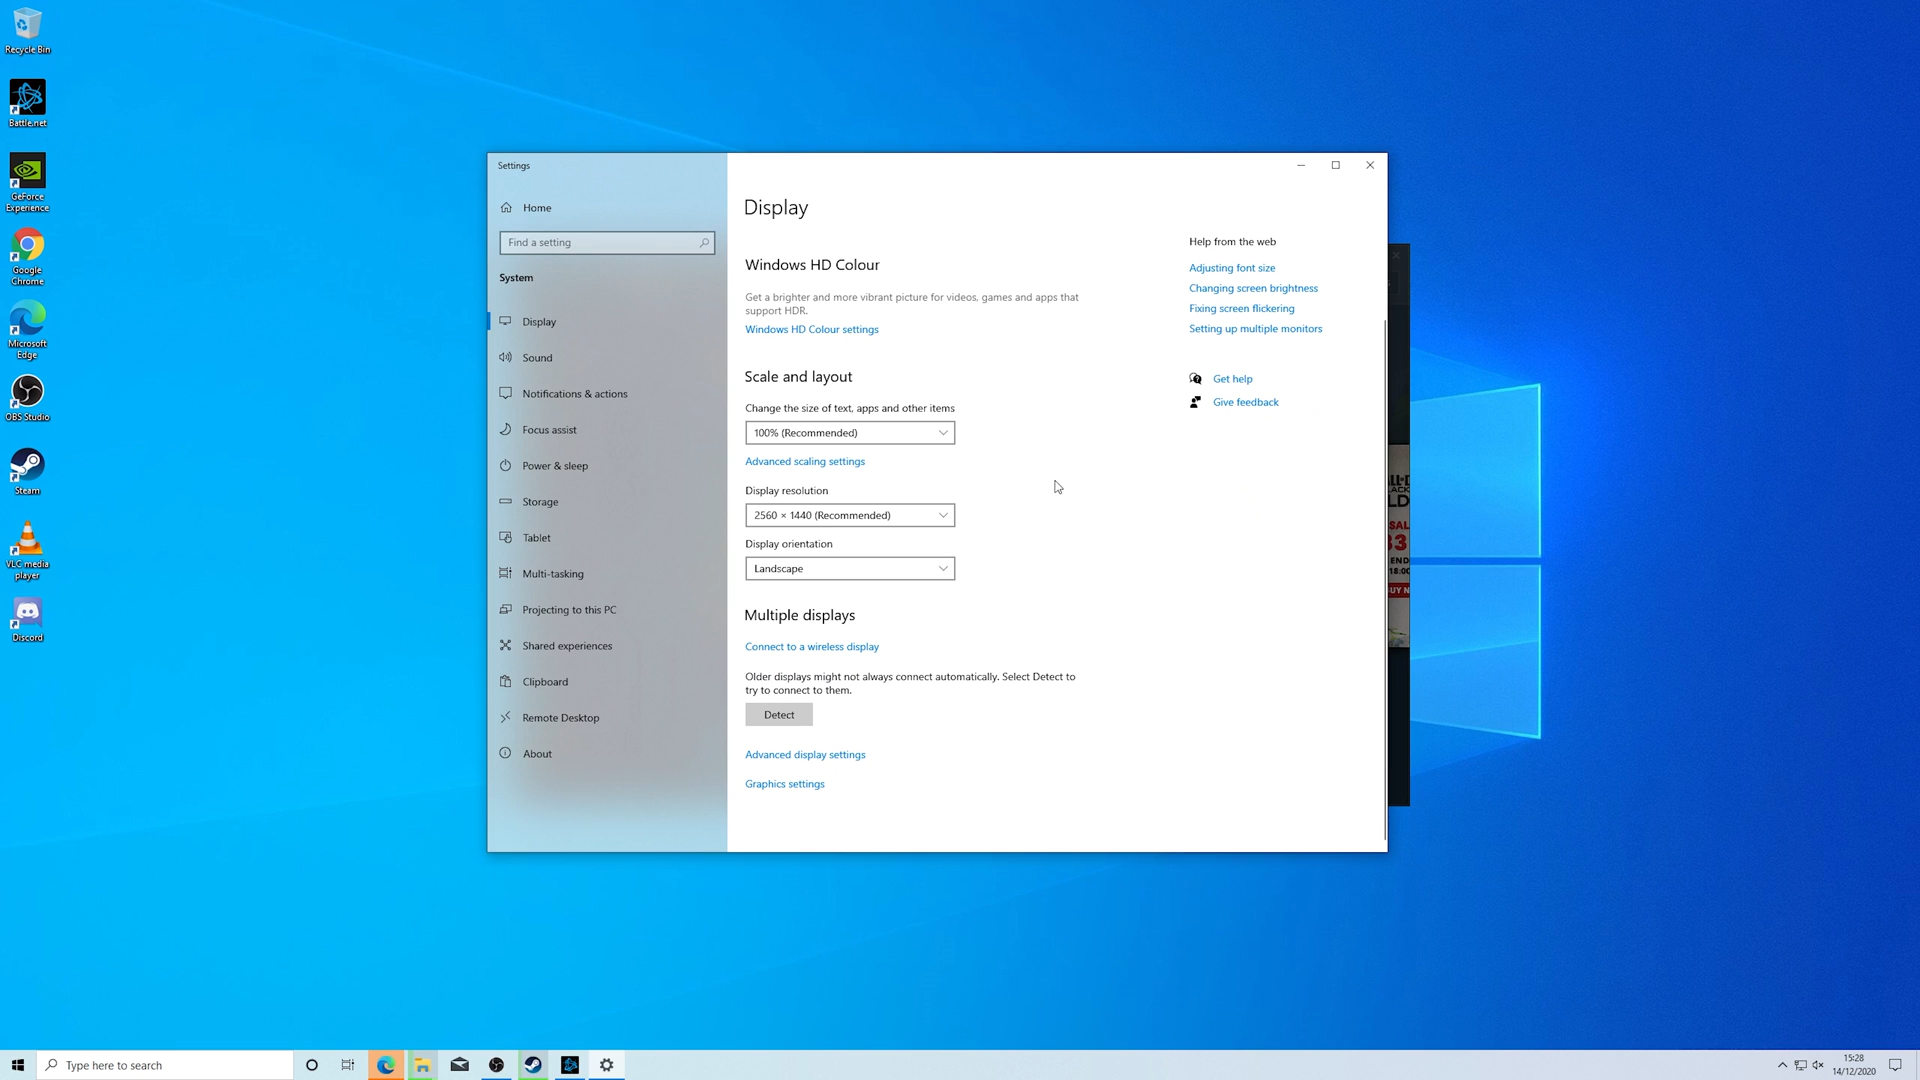 Recycle Bin
Battle.net
GeForce
Experience
Google
Chrome
Microsoft
Edge
OBS Studio
Steam
VLC media
player
Discord
Settings
Home
Find a setting
System
Display
Sound
Notifications & actions
Focus assist
Power & sleep
Storage
Tablet
Multi-tasking
Projecting to this PC
Shared experiences
Clipboard
Remote Desktop
About
Display
Windows HD Colour
Get a brighter and more vibrant picture for videos, games and apps that
support HDR.
Windows HD Colour settings
Scale and layout
Change the size of text, apps and other items
100% (Recommended)
Advanced scaling settings
Display resolution
2560 × 1440 (Recommended)
Display orientation
Landscape
Multiple displays
Connect to a wireless display
Older displays might not always connect automatically. Select Detect to
try to connect to them.
Detect
Advanced display settings
Graphics settings
Help from the web
Adjusting font size
Changing screen brightness
Fixing screen flickering
Setting up multiple monitors
Get help
Give feedback
SAL
33
END
18:00
UY N
Type here to search
15:28
14/12/2020